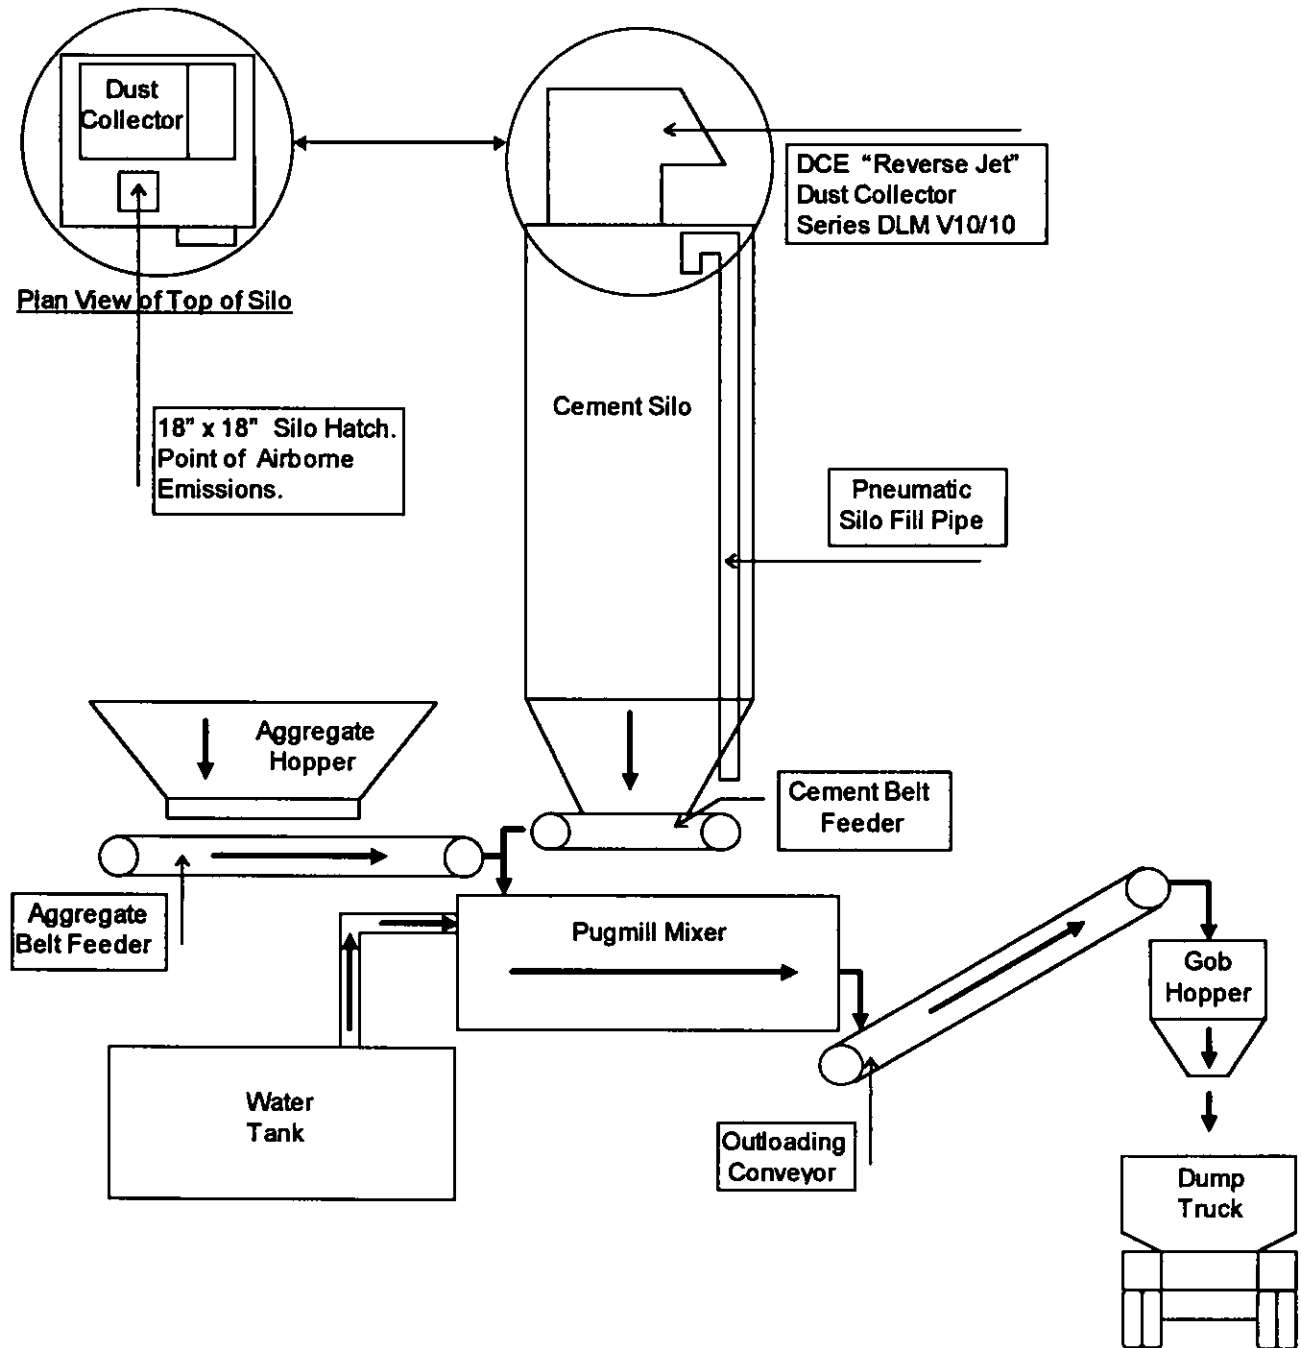 Dust
Collector
DCE "Reverse Jet"
Dust Collector
Series DLM V10/10
Plan View of Top of Silo
18" x 18" Silo Hatch.
Point of Airborne
Emissions.
Cement Silo
Pneumatic
Silo Fill Pipe
Aggregate
Hopper
Cement Belt
Feeder
Aggregate
Belt Feeder
Pugmill Mixer
Gob
Hopper
Water
Tank
Outloading
Conveyor
Dump
Truck